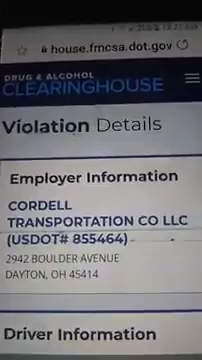 house.fmcsa.dot.gov
DRUG & ALCOHOL
CLEARINGHOUSE
Violation Details
Employer Information
CORDELL
TRANSPORTATION CO LLC
(USDOT# 855464)
2942 BOULDER AVENUE
DAYTON, OH 45414
Driver Information